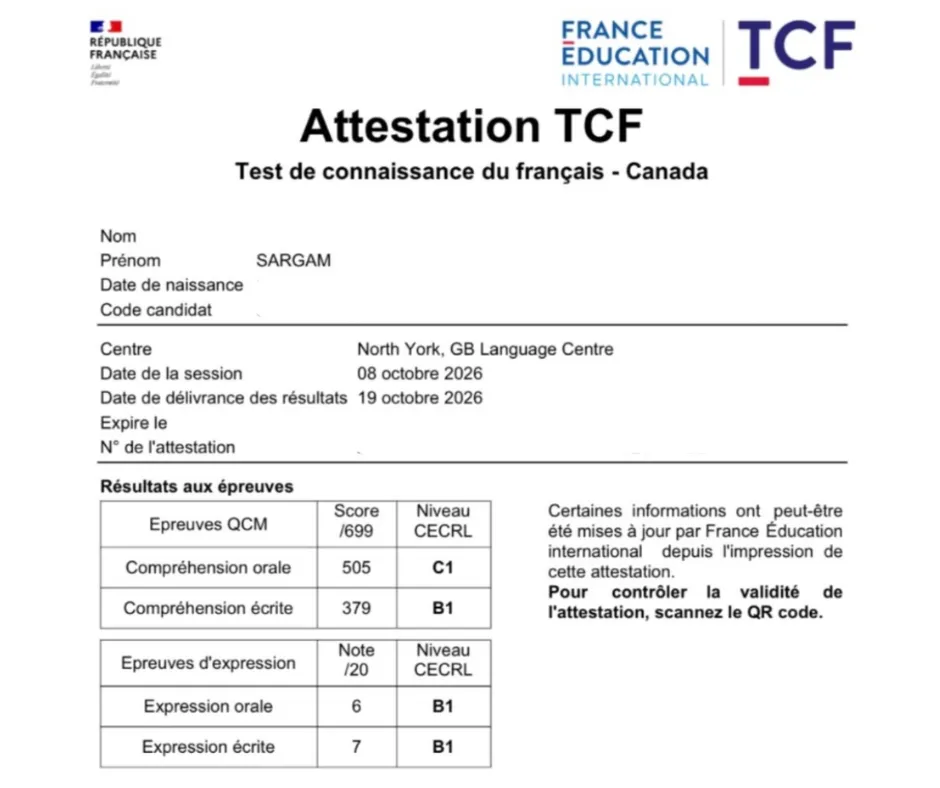 RÉPUBLIQUE
FRANÇAISE
Liberté
Égalité
Fraternité
FRANCE
ÉDUCATION
INTERNATIONAL
TCF
Attestation TCF
Test de connaissance du français - Canada
Nom
Prénom SARGAM
Date de naissance
Code candidat
Centre North York, GB Language Centre
Date de la session 08 octobre 2026
Date de délivrance des résultats 19 octobre 2026
Expire le
N° de l'attestation
Résultats aux épreuves
Epreuves QCM Score /699 Niveau CECRL
Compréhension orale 505 C1
Compréhension écrite 379 B1
Epreuves d'expression Note /20 Niveau CECRL
Expression orale 6 B1
Expression écrite 7 B1
Certaines informations ont peut-être
été mises à jour par France Éducation
international depuis l'impression de
cette attestation.
Pour contrôler la validité de
l'attestation, scannez le QR code.